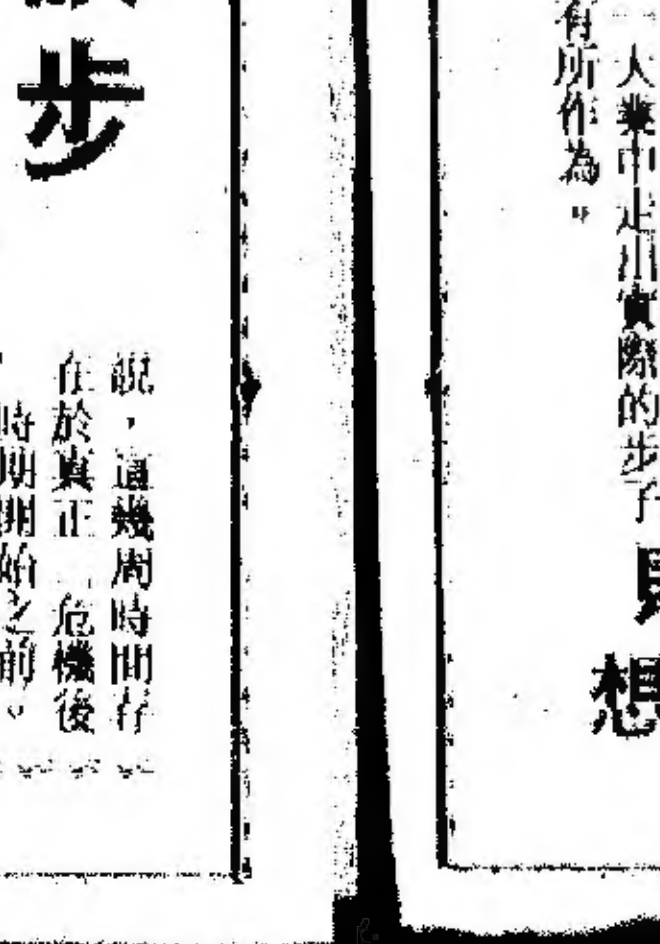 大業中走出實際的步子
有所作為。
想
步
說，這幾周時間存
在於真正 危機後
時期開始之前。